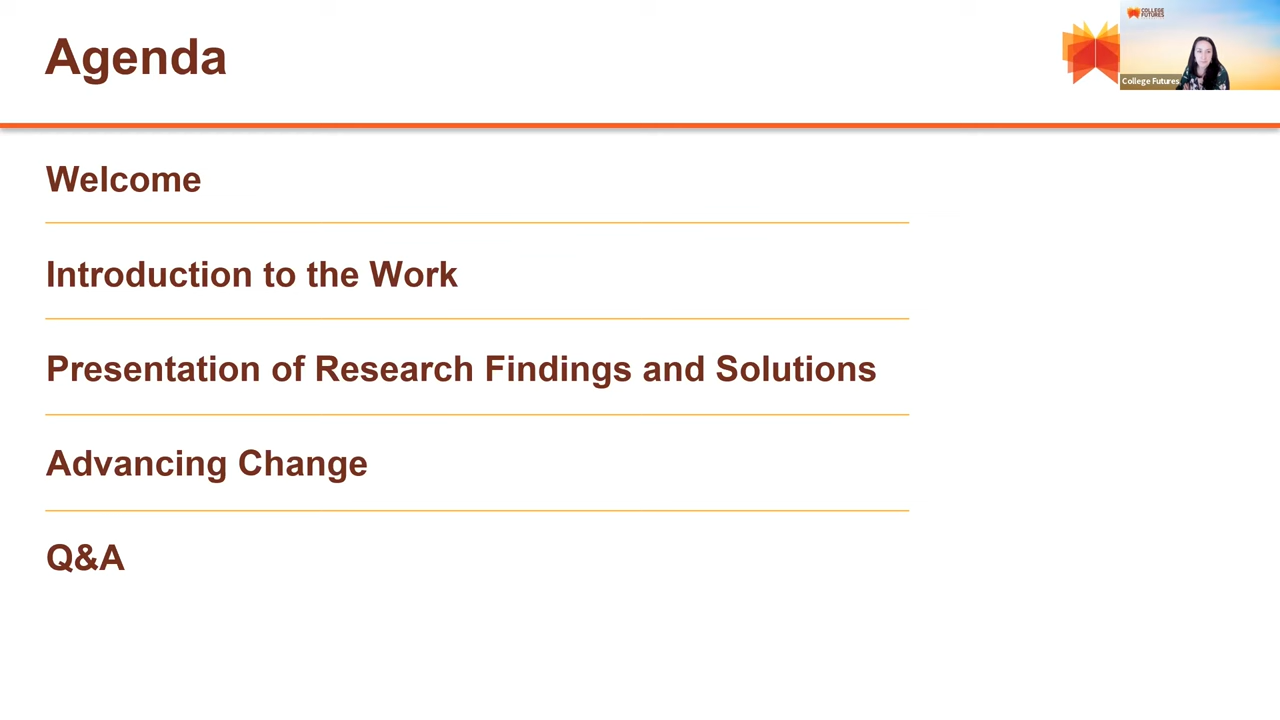 Agenda
COLLEGE
FUTURES
College Futures
Welcome
Introduction to the Work
Presentation of Research Findings and Solutions
Advancing Change
Q&A